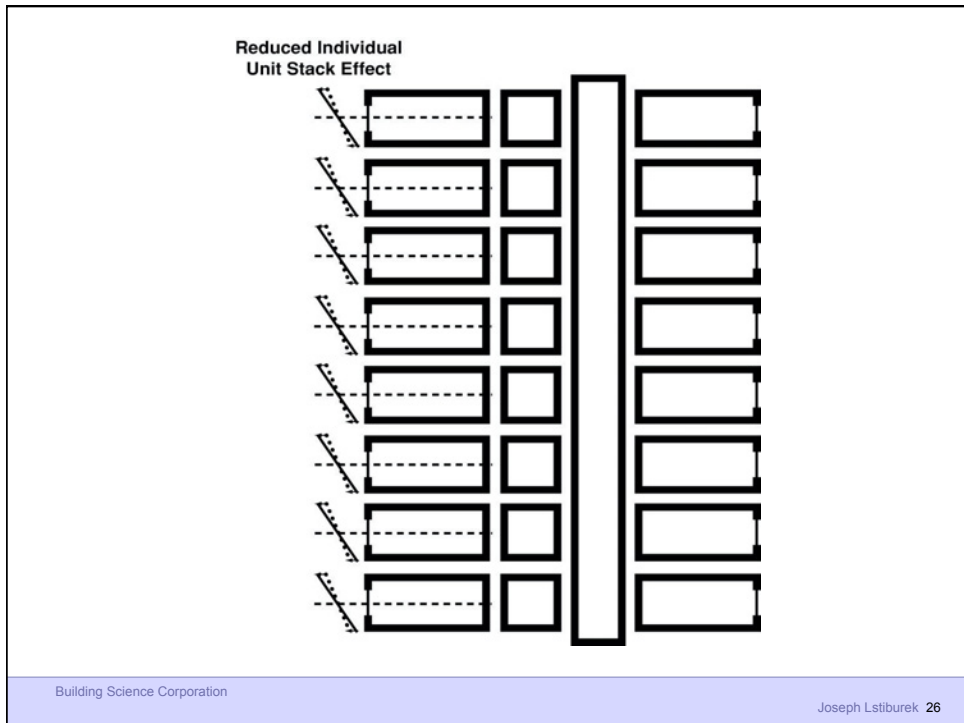 Reduced Individual
Unit Stack Effect
Building Science Corporation
Joseph Lstiburek 26